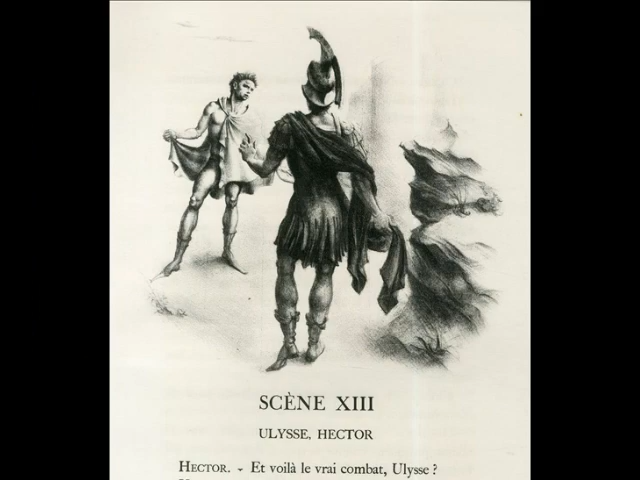 SCÈNE XIII
ULYSSE, HECTOR
HECTOR. - Et voilà le vrai combat, Ulysse ?